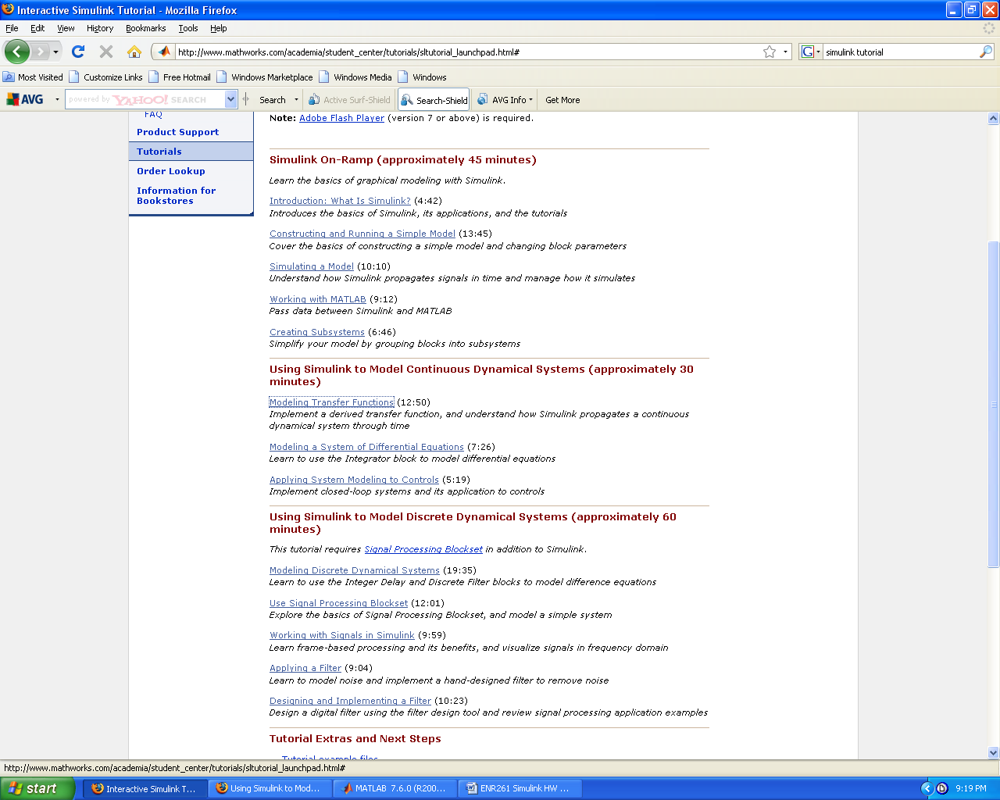 Interactive Simulink Tutorial - Mozilla Firefox
File Edit View History Bookmarks Tools Help
http://www.mathworks.com/academia/student_center/tutorials/sltutorial_launchpad.html#
simulink tutorial
Most Visited Customize Links Free Hotmail Windows Marketplace Windows Media Windows
AVG powered by YAHOO! SEARCH Search Active Surf-Shield Search-Shield AVG Info Get More
FAQ
Product Support
Tutorials
Order Lookup
Information for
Bookstores
Note: Adobe Flash Player (version 7 or above) is required.
Simulink On-Ramp (approximately 45 minutes)
Learn the basics of graphical modeling with Simulink.
Introduction: What Is Simulink? (4:42)
Introduces the basics of Simulink, its applications, and the tutorials
Constructing and Running a Simple Model (13:45)
Cover the basics of constructing a simple model and changing block parameters
Simulating a Model (10:10)
Understand how Simulink propagates signals in time and manage how it simulates
Working with MATLAB (9:12)
Pass data between Simulink and MATLAB
Creating Subsystems (6:46)
Simplify your model by grouping blocks into subsystems
Using Simulink to Model Continuous Dynamical Systems (approximately 30
minutes)
Modeling Transfer Functions (12:50)
Implement a derived transfer function, and understand how Simulink propagates a continuous
dynamical system through time
Modeling a System of Differential Equations (7:26)
Learn to use the Integrator block to model differential equations
Applying System Modeling to Controls (5:19)
Implement closed-loop systems and its application to controls
Using Simulink to Model Discrete Dynamical Systems (approximately 60
minutes)
This tutorial requires Signal Processing Blockset in addition to Simulink.
Modeling Discrete Dynamical Systems (19:35)
Learn to use the Integer Delay and Discrete Filter blocks to model difference equations
Use Signal Processing Blockset (12:01)
Explore the basics of Signal Processing Blockset, and model a simple system
Working with Signals in Simulink (9:59)
Learn frame-based processing and its benefits, and visualize signals in frequency domain
Applying a Filter (9:04)
Learn to model noise and implement a hand-designed filter to remove noise
Designing and Implementing a Filter (10:23)
Design a digital filter using the filter design tool and review signal processing application examples
Tutorial Extras and Next Steps
Tutorial example files
http://www.mathworks.com/academia/student_center/tutorials/sltutorial_launchpad.html#
start Interactive Simulink T... Using Simulink to Mod... MATLAB 7.6.0 (R200... ENR261 Simulink HW ... 9:19 PM